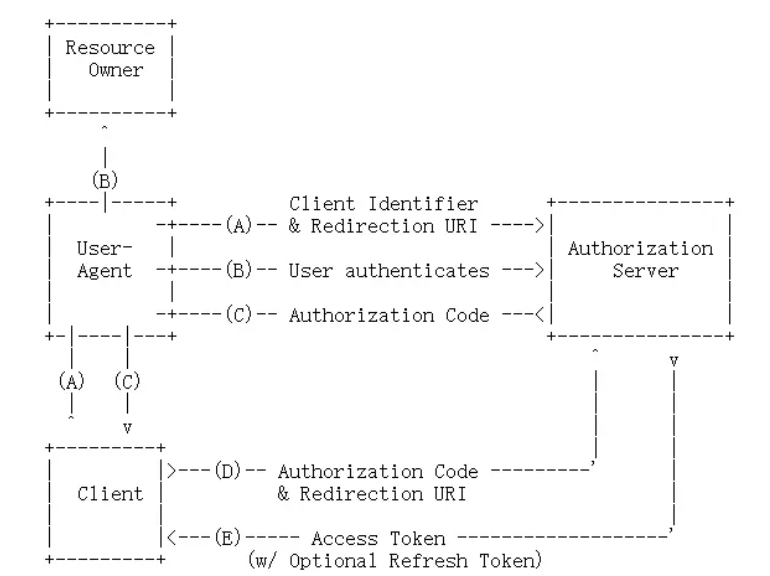 Resource
Owner
(B)
Client Identifier
(A) & Redirection URI
User-
Agent
(B) User authenticates
Authorization
Server
(C) Authorization Code
(A) (C)
Client
(D) Authorization Code
& Redirection URI
(E) Access Token
(w/ Optional Refresh Token)